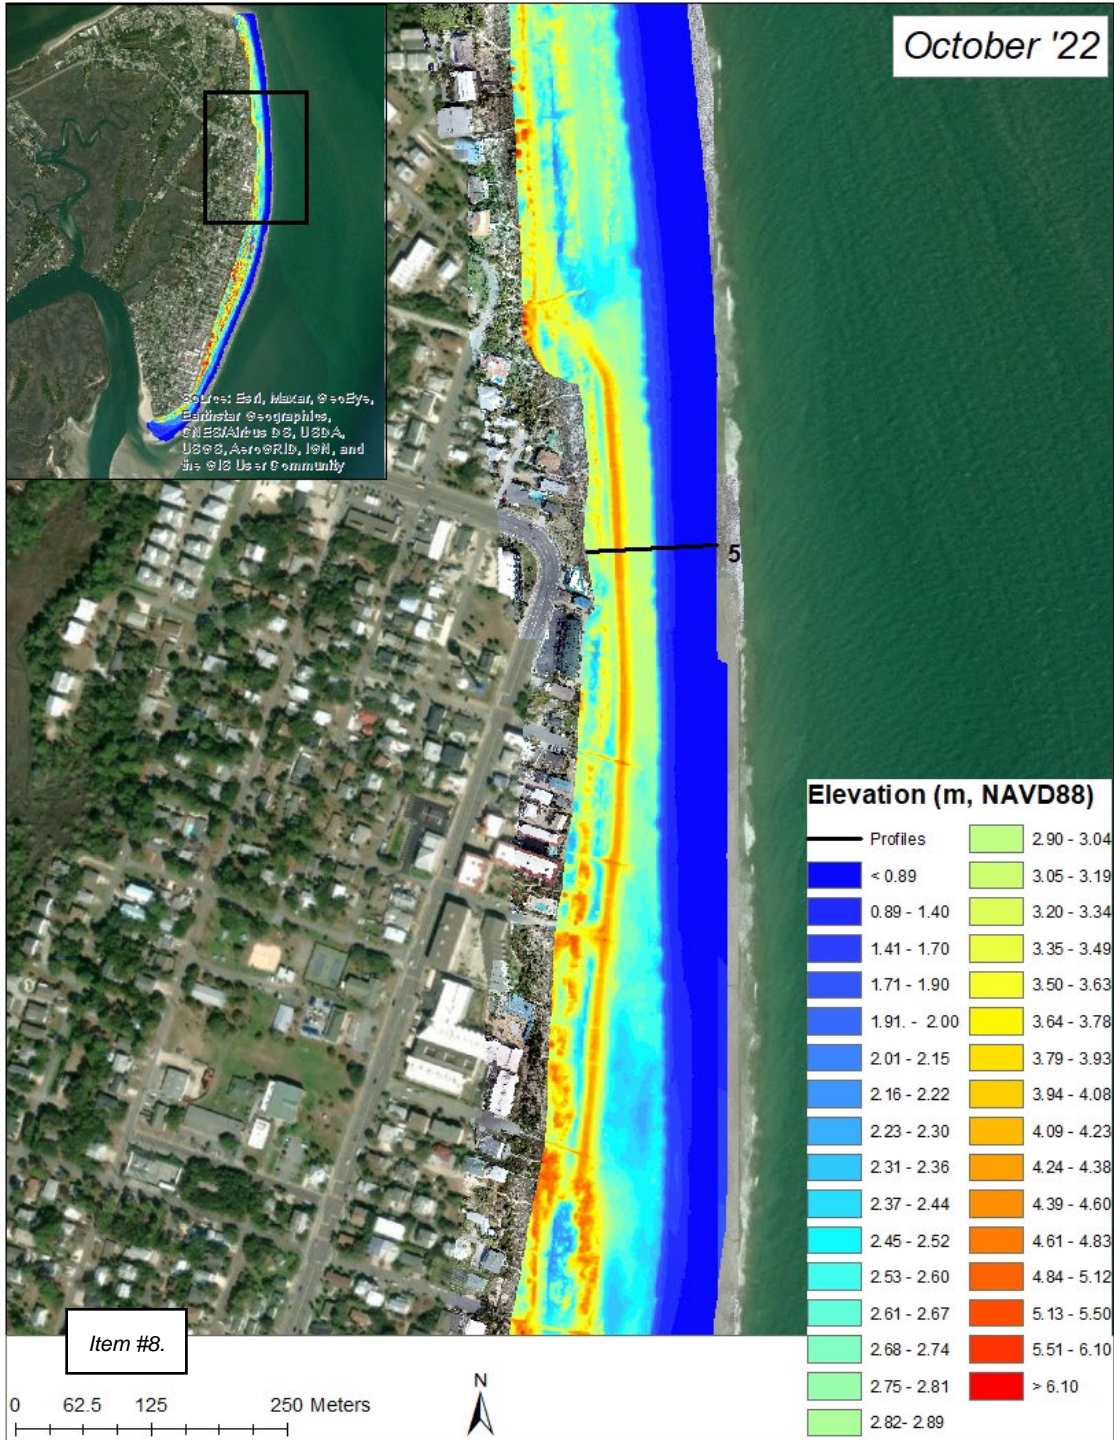 October '22
Source: Esri, Maxar, GeoEye,
Earthstar Geographics,
CNES/Airbus DS, USDA,
USGS, AeroGRID, IGN, and
the GIS User Community
5
Elevation (m, NAVD88)
Profiles
< 0.89
0.89 - 1.40
1.41 - 1.70
1.71 - 1.90
1.91. - 2.00
2.01 - 2.15
2.16 - 2.22
2.23 - 2.30
2.31 - 2.36
2.37 - 2.44
2.45 - 2.52
2.53 - 2.60
2.61 - 2.67
2.68 - 2.74
2.75 - 2.81
2.82- 2.89
2.90 - 3.04
3.05 - 3.19
3.20 - 3.34
3.35 - 3.49
3.50 - 3.63
3.64 - 3.78
3.79 - 3.93
3.94 - 4.08
4.09 - 4.23
4.24 - 4.38
4.39 - 4.60
4.61 - 4.83
4.84 - 5.12
5.13 - 5.50
5.51 - 6.10
> 6.10
Item #8.
0 62.5 125 250 Meters
N